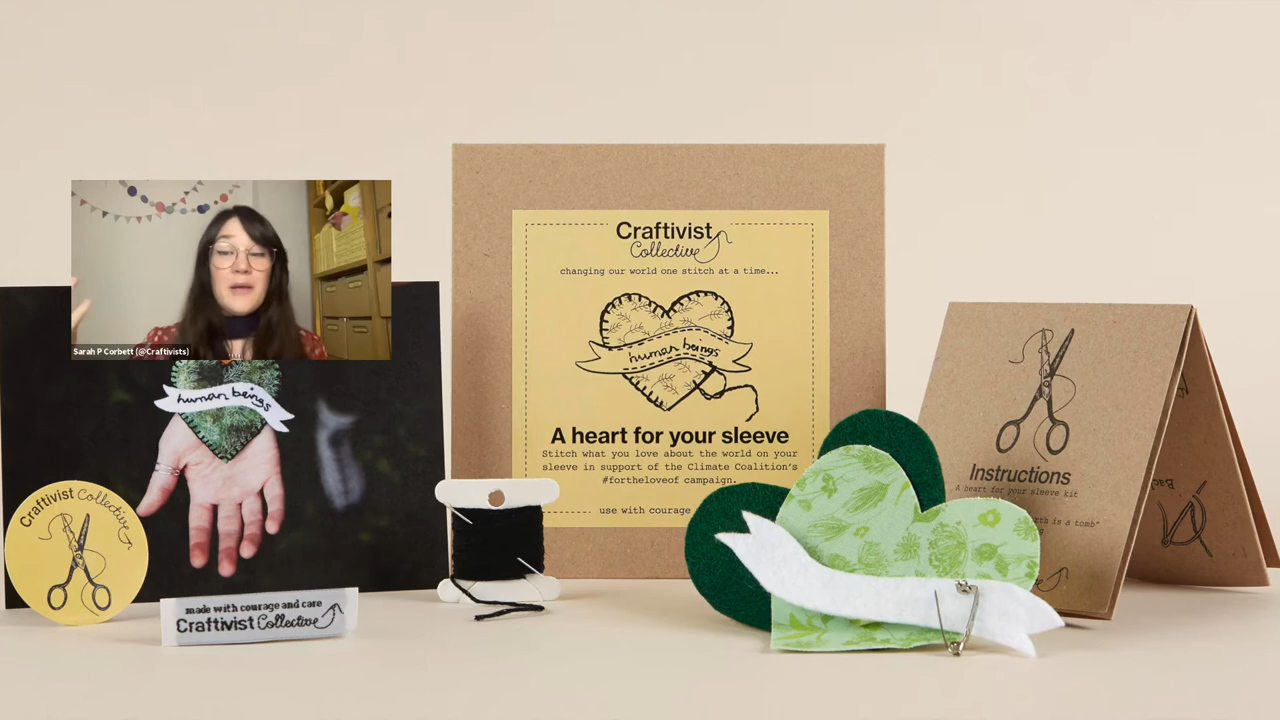 Sarah P Corbett (@Craftivists)
human beings
Craftivist Collective
made with courage and care
Craftivist Collective
Craftivist
Collective
changing our world one stitch at a time...
human beings
A heart for your sleeve
Stitch what you love about the world on your
sleeve in support of the Climate Coalition's
#fortheloveof campaign.
use with courage
Instructions
A heart for your sleeve kit
is a tomb"